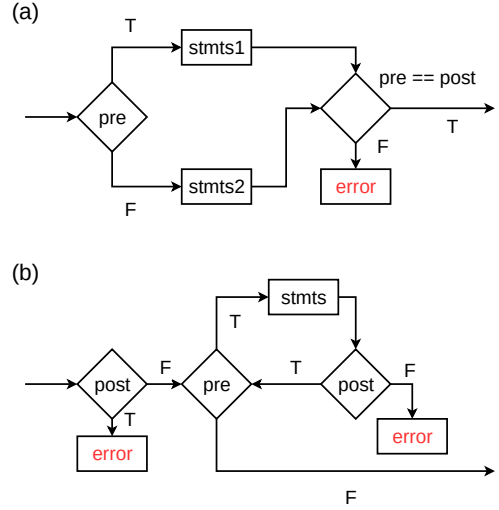 (a)
T
stmts1
pre == post
pre
T
F
stmts2
F
error
(b)
stmts
T
post
F
pre
T
post
F
T
error
error
F